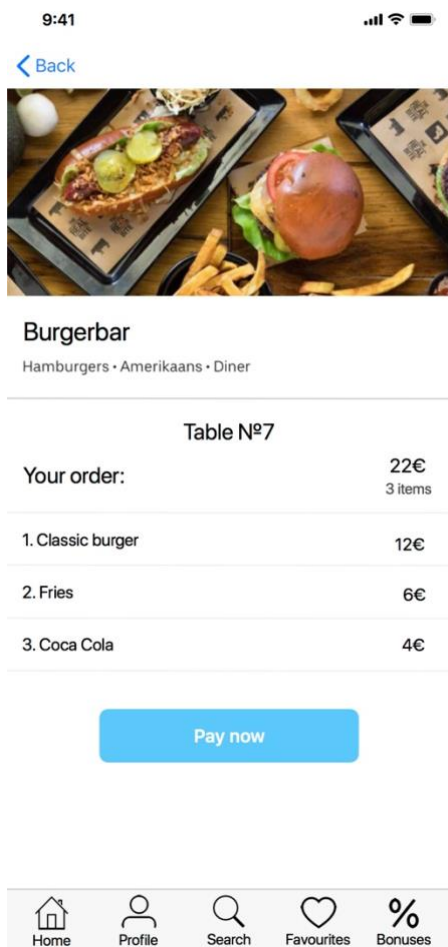 9:41
Back
Burgerbar
Hamburgers • Amerikaans • Diner
Table Nº7
Your order:
22€
3 items
1. Classic burger
12€
2. Fries
6€
3. Coca Cola
4€
Pay now
Home
Profile
Search
Favourites
%
Bonuses